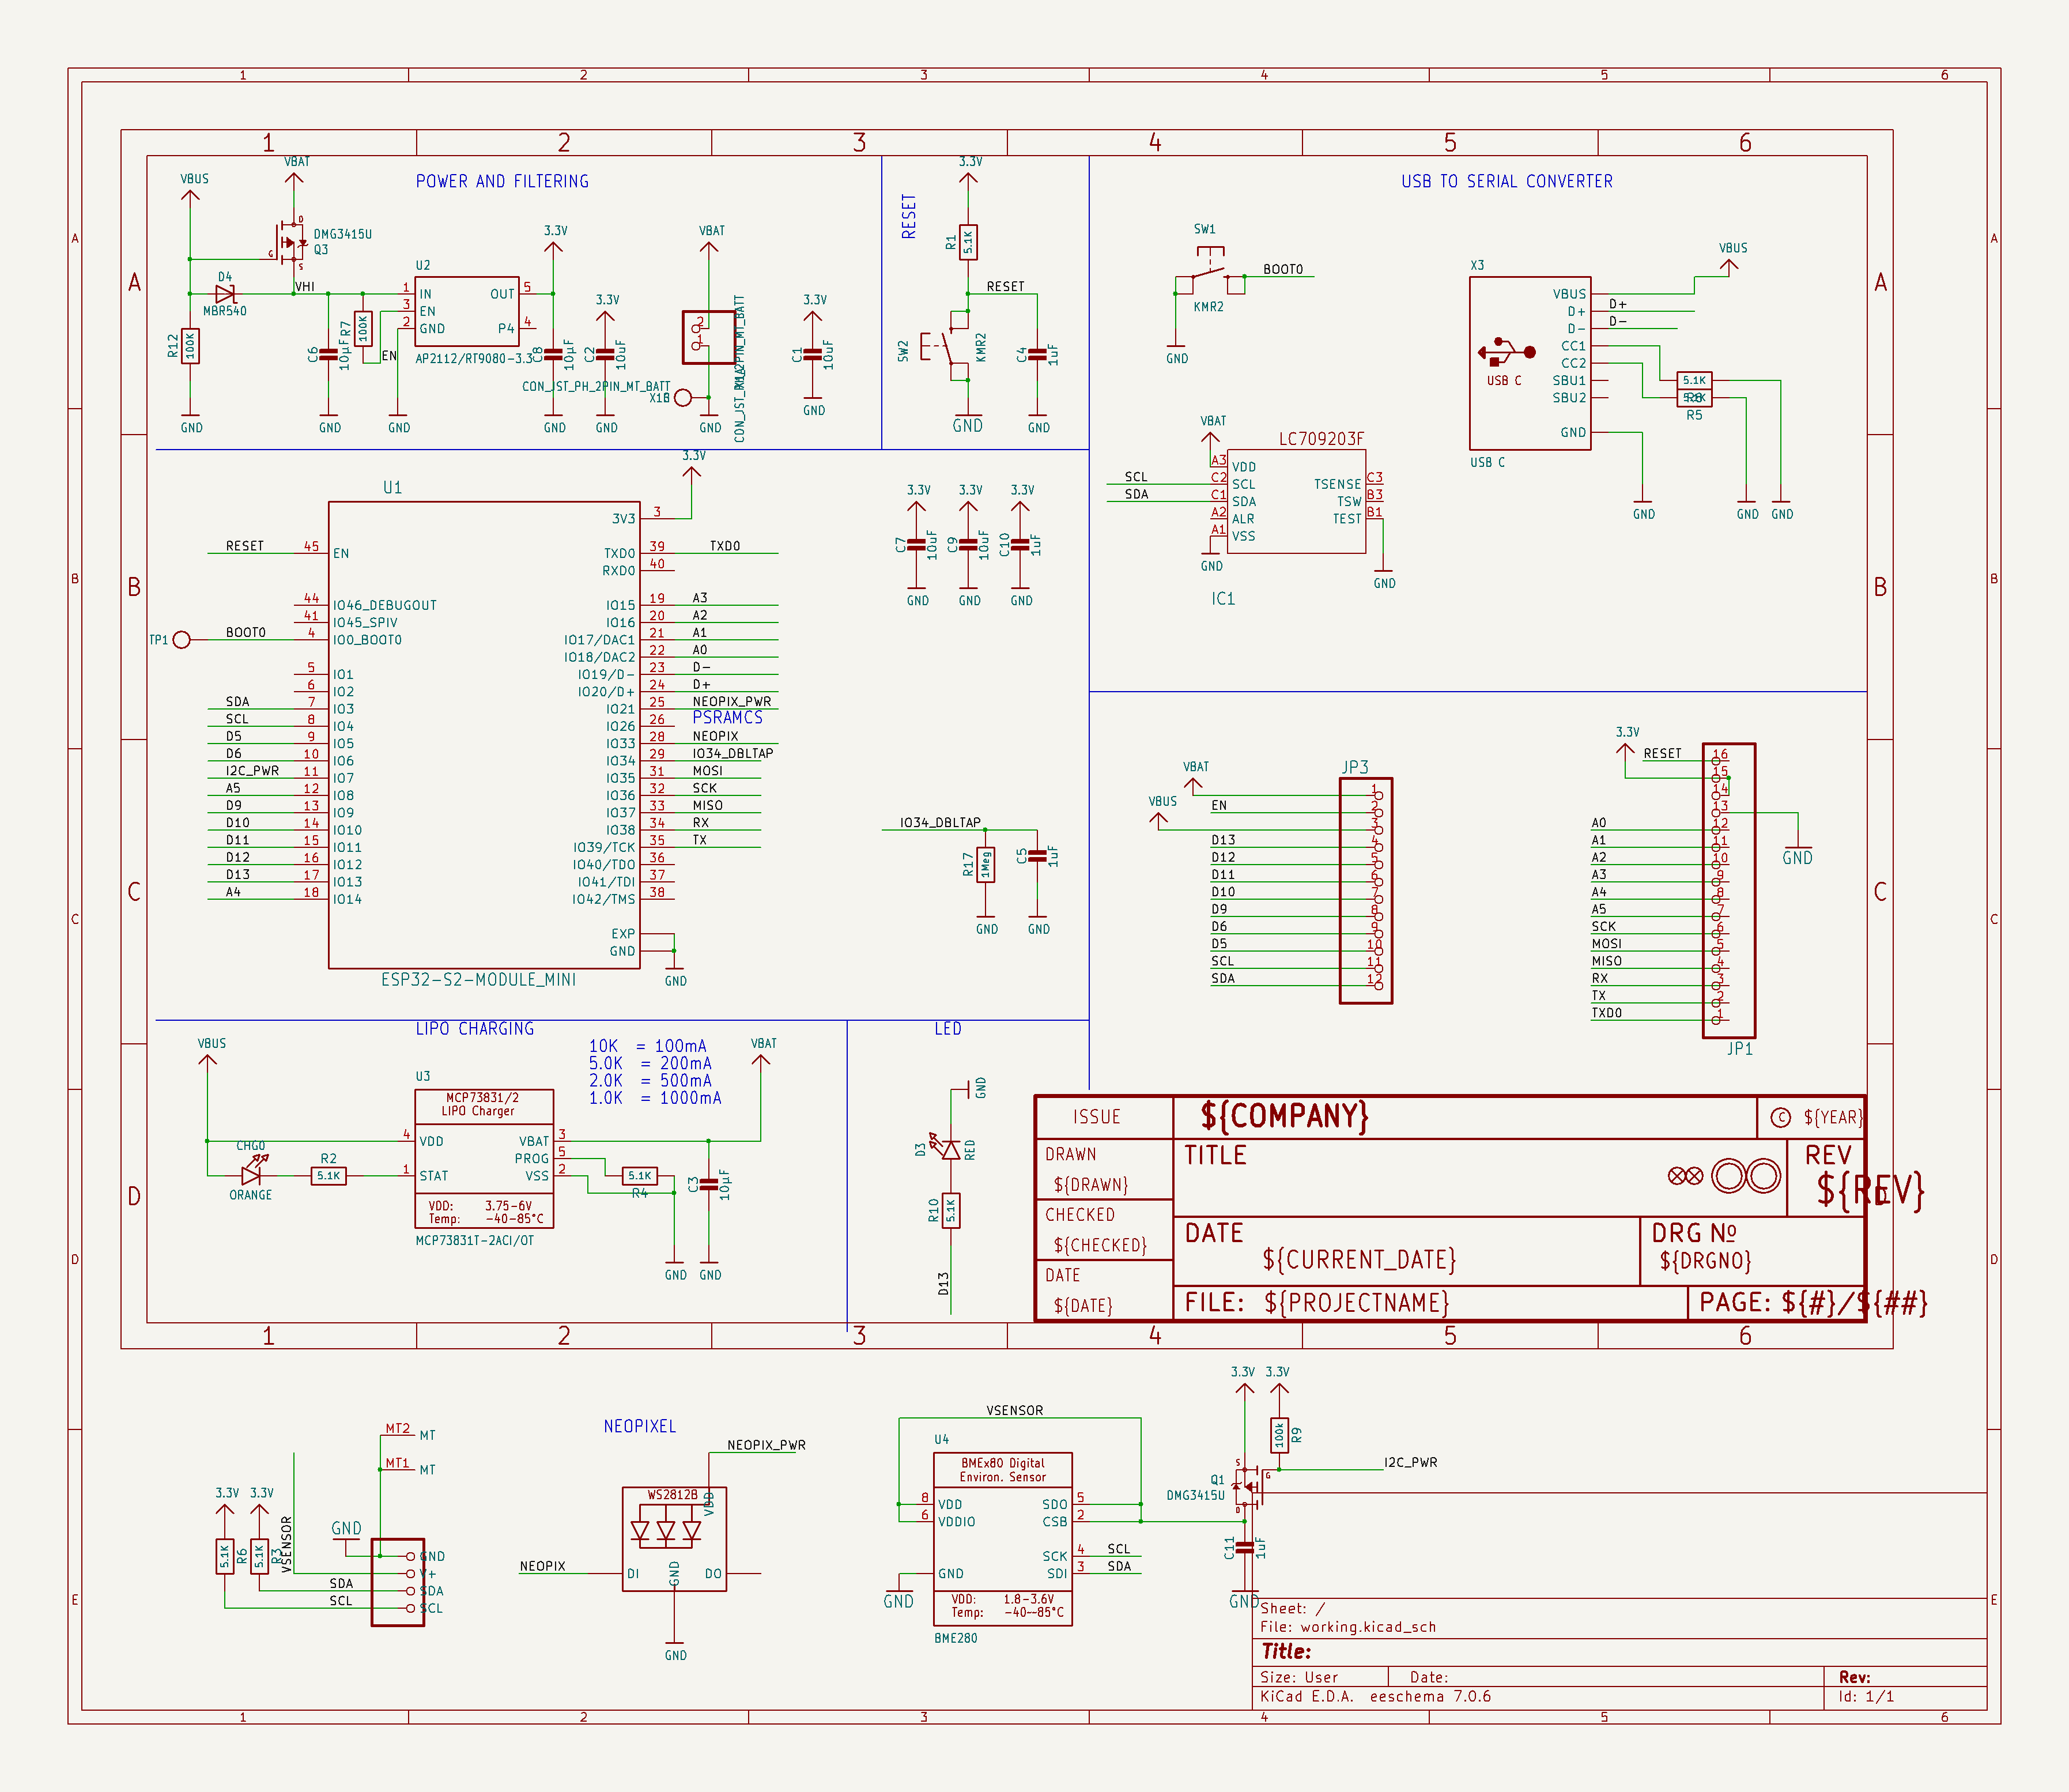 1 2 3 4 5 6
1 2 3 4 5 6
A
B
C
D
E
A
B
C
D
POWER AND FILTERING
VBUS
VBAT
DMG3415U
Q3
D
G
S
D4
MBR540
VHI
R12
100K
GND
C6
10µF
GND
R7
100K
EN
U2
1 IN
3 EN
2 GND
OUT 5
P4 4
AP2112/RT9080-3.3
GND
3.3V
C8
10µF
GND
3.3V
C2
10uF
GND
VBAT
2
1
CON_JST_PH_2PIN_MT_BATT
X1B
GND
3.3V
C1
10uF
GND
RESET
3.3V
R1
5.1K
RESET
SW2
KMR2
GND
C4
1uF
GND
USB TO SERIAL CONVERTER
SW1
BOOT0
KMR2
GND
X3
VBUS
D+
D-
CC1
CC2
SBU1
SBU2
GND
USB C
USB C
VBUS
D+
D-
5.1K
R5
GND
GND
GND
VBAT
LC709203F
SCL
SDA
A3 VDD
C2 SCL
C1 SDA
A2 ALR
A1 VSS
TSENSE C3
TSW B3
TEST B1
GND
GND
IC1
U1
3.3V
3V3 3
RESET 45 EN
TXD0 39 TXD0
RXD0 40
44 IO46_DEBUGOUT
41 IO45_SPIV
TP1 BOOT0 4 IO0_BOOT0
5 IO1
6 IO2
SDA 7 IO3
SCL 8 IO4
D5 9 IO5
D6 10 IO6
I2C_PWR 11 IO7
A5 12 IO8
D9 13 IO9
D10 14 IO10
D11 15 IO11
D12 16 IO12
D13 17 IO13
A4 18 IO14
IO15 19 A3
IO16 20 A2
IO17/DAC1 21 A1
IO18/DAC2 22 A0
IO19/D- 23 D-
IO20/D+ 24 D+
IO21 25 NEOPIX_PWR
IO26 26 PSRAMCS
IO33 28 NEOPIX
IO34 29 IO34_DBLTAP
IO35 31 MOSI
IO36 32 SCK
IO37 33 MISO
IO38 34 RX
IO39/TCK 35 TX
IO40/TDO 36
IO41/TDI 37
IO42/TMS 38
EXP
GND
GND
ESP32-S2-MODULE_MINI
3.3V 3.3V 3.3V
C7 10uF
C9 10uF
C10 1uF
GND GND GND
IO34_DBLTAP
R17
1Meg
C5
1uF
GND GND
JP3
VBAT
VBUS
1
EN 2
3
D13 4
D12 5
D11 6
D10 7
D9 8
D6 9
D5 10
SCL 11
SDA 12
3.3V
RESET 16
15
14
13
GND
A0 12
A1 11
A2 10
A3 9
A4 8
A5 7
SCK 6
MOSI 5
MISO 4
RX 3
TX 2
TXD0 1
JP1
LIPO CHARGING
10K = 100mA
5.0K = 200mA
2.0K = 500mA
1.0K = 1000mA
VBUS
VBAT
U3
MCP73831/2
LIPO Charger
4 VDD
1 STAT
VBAT 3
PROG 5
VSS 2
VDD: 3.75-6V
Temp: -40-85°C
MCP73831T-2ACI/OT
CHG0
ORANGE
R2
5.1K
5.1K
R4
C3
10µF
GND GND
LED
GND
D3
RED
R10
5.1K
D13
ISSUE
${COMPANY}
© ${YEAR}
DRAWN
${DRAWN}
TITLE
REV
${REV}
CHECKED
${CHECKED}
DATE
${CURRENT_DATE}
DRG Nº
${DRGNO}
DATE
${DATE}
FILE: ${PROJECTNAME}
PAGE: ${#}/${##}
1 2 3 4 5 6
MT2 MT
MT1 MT
3.3V 3.3V
GND
VSENSOR
R6
5.1K
R3
5.1K
GND
V+
SDA SDA
SCL SCL
NEOPIXEL
NEOPIX_PWR
WS2812B
VDD
NEOPIX
DI
GND
DO
GND
VSENSOR
U4
BMEx80 Digital
Environ. Sensor
8 VDD
6 VDDIO
GND
SDO 5
CSB 2
SCK 4 SCL
SDI 3 SDA
VDD: 1.8-3.6V
Temp: -40--85°C
BME280
GND
3.3V 3.3V
100k
R9
I2C_PWR
Q1
DMG3415U
S
G
D
C11
1uF
GND
Sheet: /
File: working.kicad_sch
Title:
Size: User
Date:
Rev:
KiCad E.D.A. eeschema 7.0.6
Id: 1/1
A
B
C
D
A
B
C
D
E
1 2 3 4 5 6